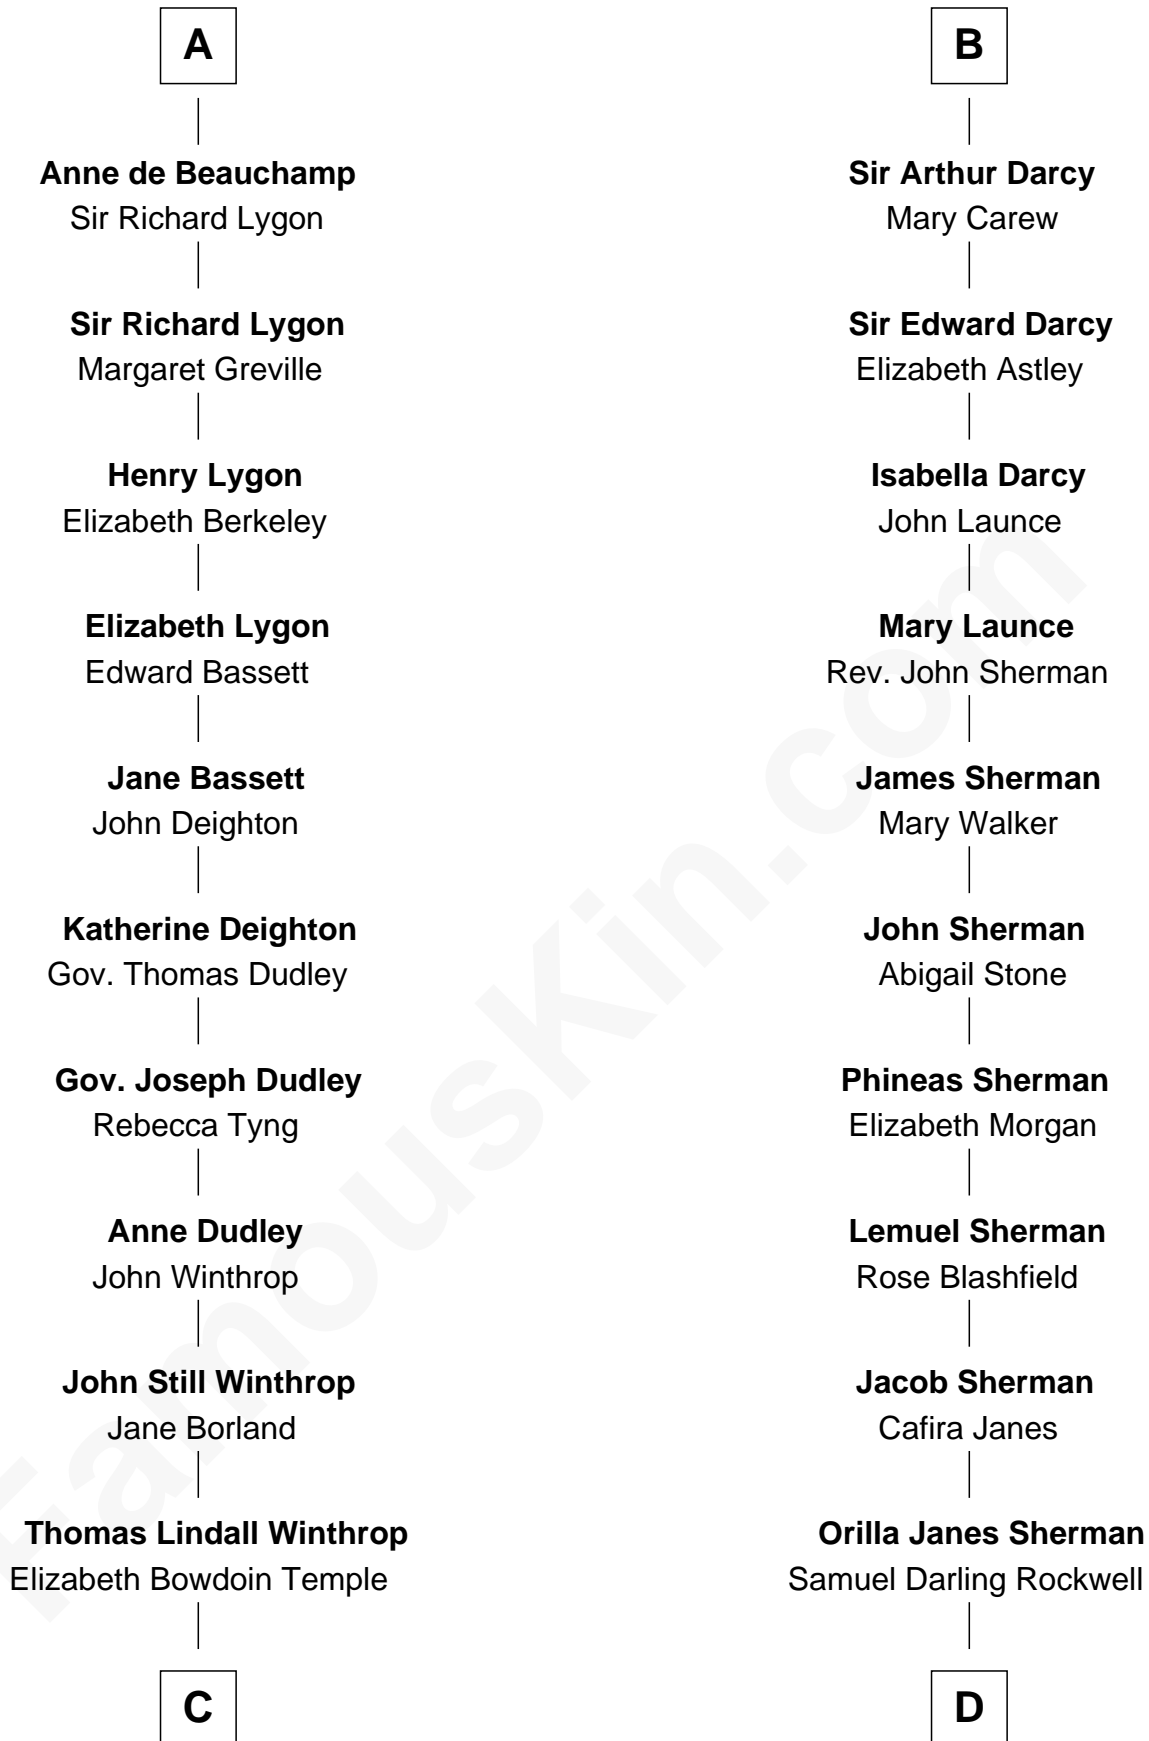 A
Anne de Beauchamp
Sir Richard Lygon
Sir Richard Lygon
Margaret Greville
Henry Lygon
Elizabeth Berkeley
Elizabeth Lygon
Edward Bassett
Jane Bassett
John Deighton
Katherine Deighton
Gov. Thomas Dudley
Gov. Joseph Dudley
Rebecca Tyng
Anne Dudley
John Winthrop
John Still Winthrop
Jane Borland
Thomas Lindall Winthrop
Elizabeth Bowdoin Temple
C
B
Sir Arthur Darcy
Mary Carew
Sir Edward Darcy
Elizabeth Astley
Isabella Darcy
John Launce
Mary Launce
Rev. John Sherman
James Sherman
Mary Walker
John Sherman
Abigail Stone
Phineas Sherman
Elizabeth Morgan
Lemuel Sherman
Rose Blashfield
Jacob Sherman
Cafira Janes
Orilla Janes Sherman
Samuel Darling Rockwell
D
FamousKin.com